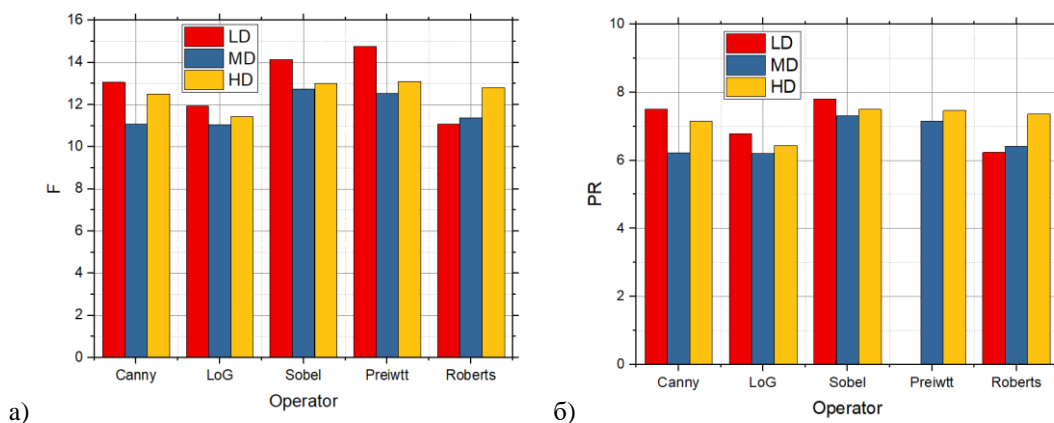 16
14
12
10
8
6
4
2
0
F
LD
MD
HD
Canny LoG Sobel Preiwtt Roberts
Operator
а)
10
8
6
4
2
0
PR
LD
MD
HD
Canny LoG Sobel Preiwtt Roberts
Operator
б)